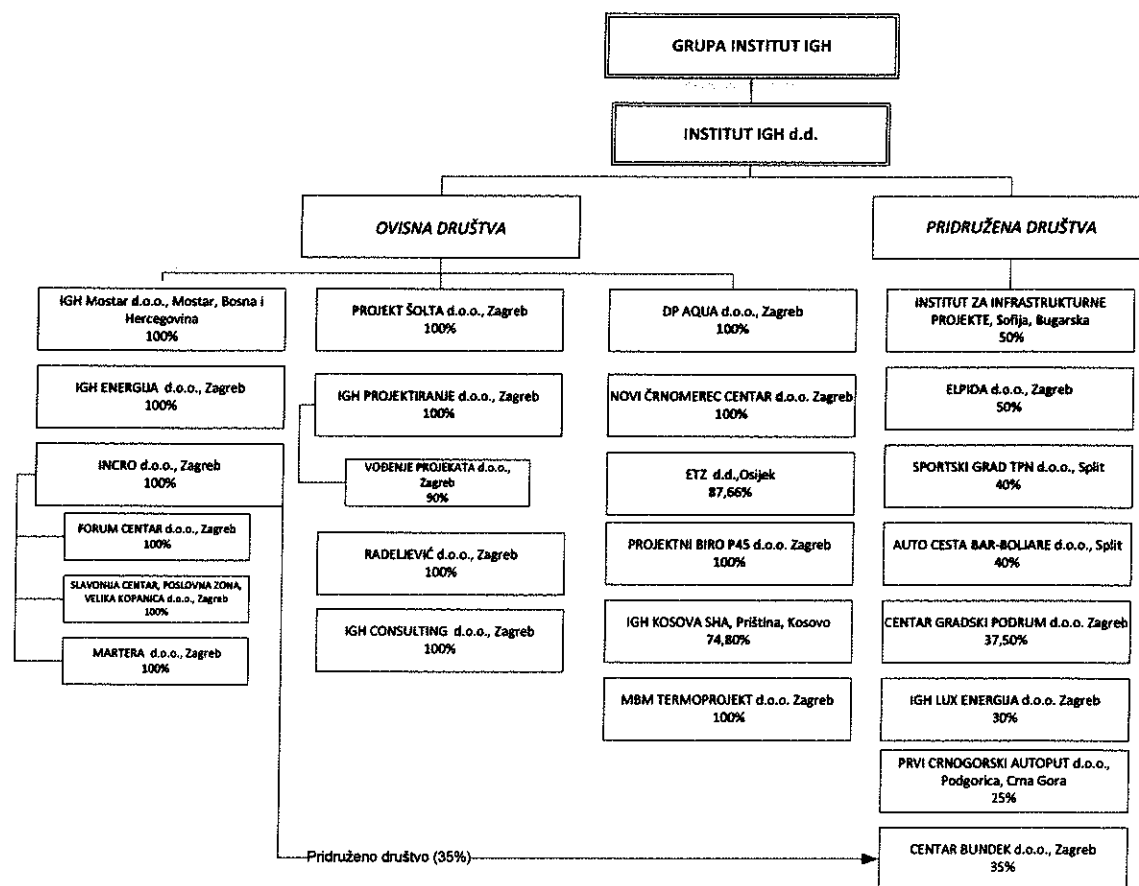 GRUPA INSTITUT IGH
INSTITUT IGH d.d.
OVISNA DRUŠTVA
PRIDRUŽENA DRUŠTVA
IGH Mostar d.o.o., Mostar, Bosna i
Hercegovina
100%
IGH ENERGIJA d.o.o., Zagreb
100%
INCRO d.o.o., Zagreb
100%
FORUM CENTAR d.o.o., Zagreb
100%
SLAVONIJA CENTAR, POSLOVNA ZONA,
VELIKA KOPANICA d.o.o., Zagreb
100%
MARTERA d.o.o., Zagreb
100%
PROJEKT ŠOLTA d.o.o., Zagreb
100%
IGH PROJEKTIRANJE d.o.o., Zagreb
100%
VOĐENJE PROJEKATA d.o.o.,
Zagreb
90%
RADELJEVIĆ d.o.o., Zagreb
100%
IGH CONSULTING d.o.o., Zagreb
100%
DP AQUA d.o.o., Zagreb
100%
NOVI ČRNOMEREC CENTAR d.o.o. Zagreb
100%
ETZ d.d.,Osijek
87,66%
PROJEKTNI BIRO P45 d.o.o. Zagreb
100%
IGH KOSOVA SHA, Priština, Kosovo
74,80%
MBM TERMOPROJEKT d.o.o. Zagreb
100%
INSTITUT ZA INFRASTRUKTURNE
PROJEKTE, Sofija, Bugarska
50%
ELPIDA d.o.o., Zagreb
50%
SPORTSKI GRAD TPN d.o.o., Split
40%
AUTO CESTA BAR-BOLJARE d.o.o., Split
40%
CENTAR GRADSKI PODRUM d.o.o. Zagreb
37,50%
IGH LUX ENERGIJA d.o.o. Zagreb
30%
PRVI CRNOGORSKI AUTOPUT d.o.o.,
Podgorica, Crna Gora
25%
Pridruženo društvo (35%)
CENTAR BUNDEK d.o.o., Zagreb
35%